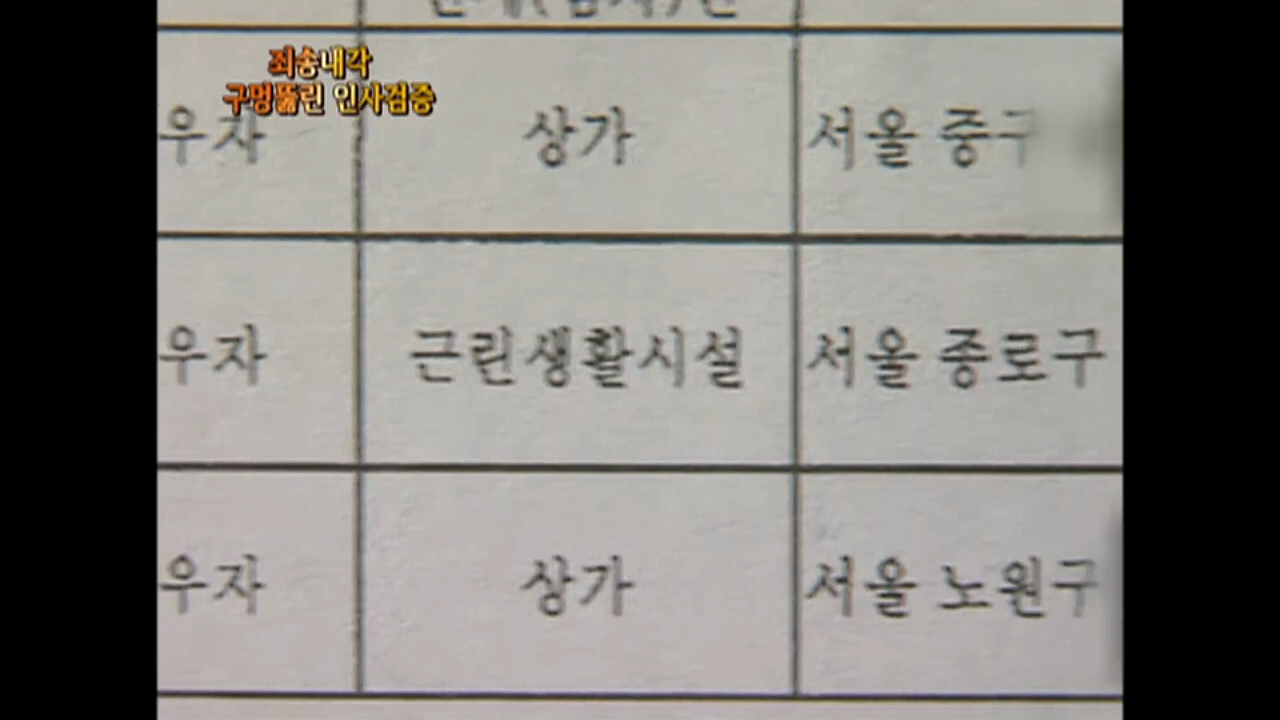 죄송내각
구멍뚫린 인사검증
우자 상가 서울 중구
우자 근린생활시설 서울 종로구
우자 상가 서울 노원구